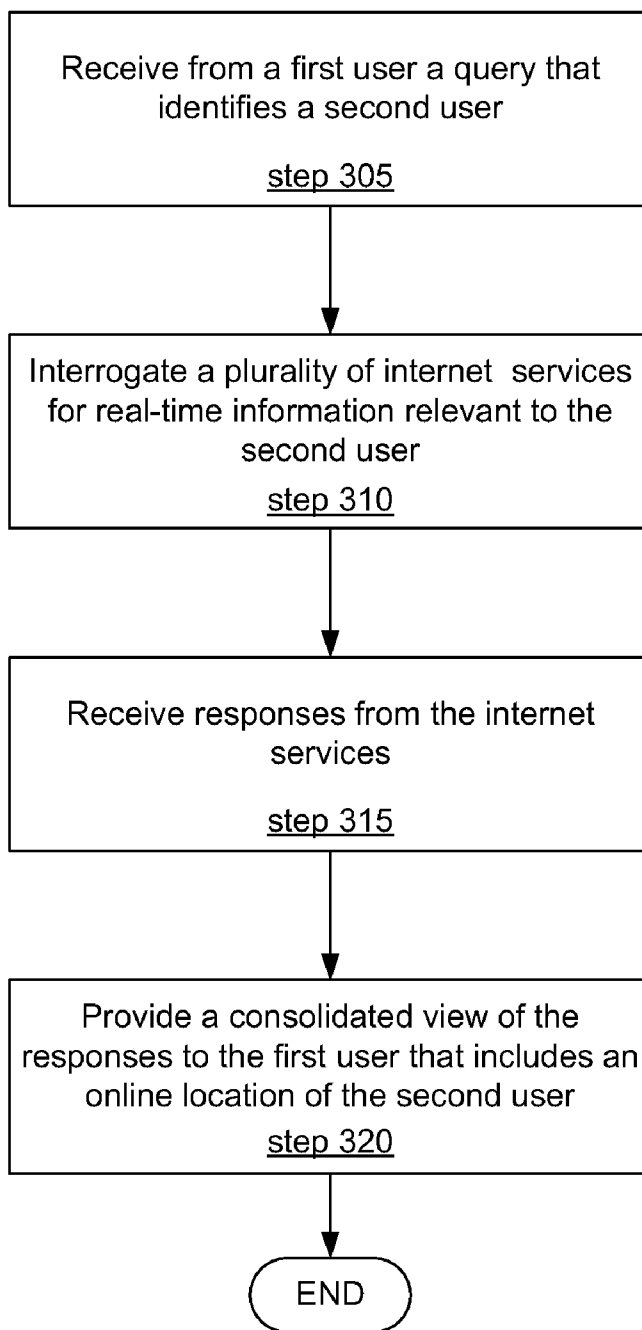 Receive from a first user a query that
identifies a second user
step 305
Interrogate a plurality of internet services
for real-time information relevant to the
second user
step 310
Receive responses from the internet
services
step 315
Provide a consolidated view of the
responses to the first user that includes an
online location of the second user
step 320
END